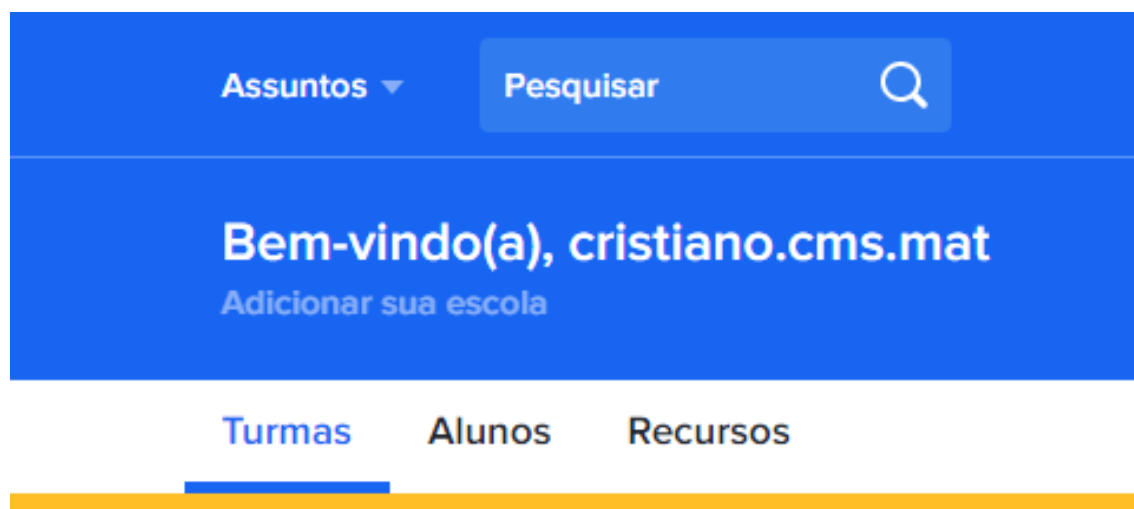 Assuntos
Pesquisar
Bem-vindo(a), cristiano.cms.mat
Adicionar sua escola
Turmas Alunos Recursos